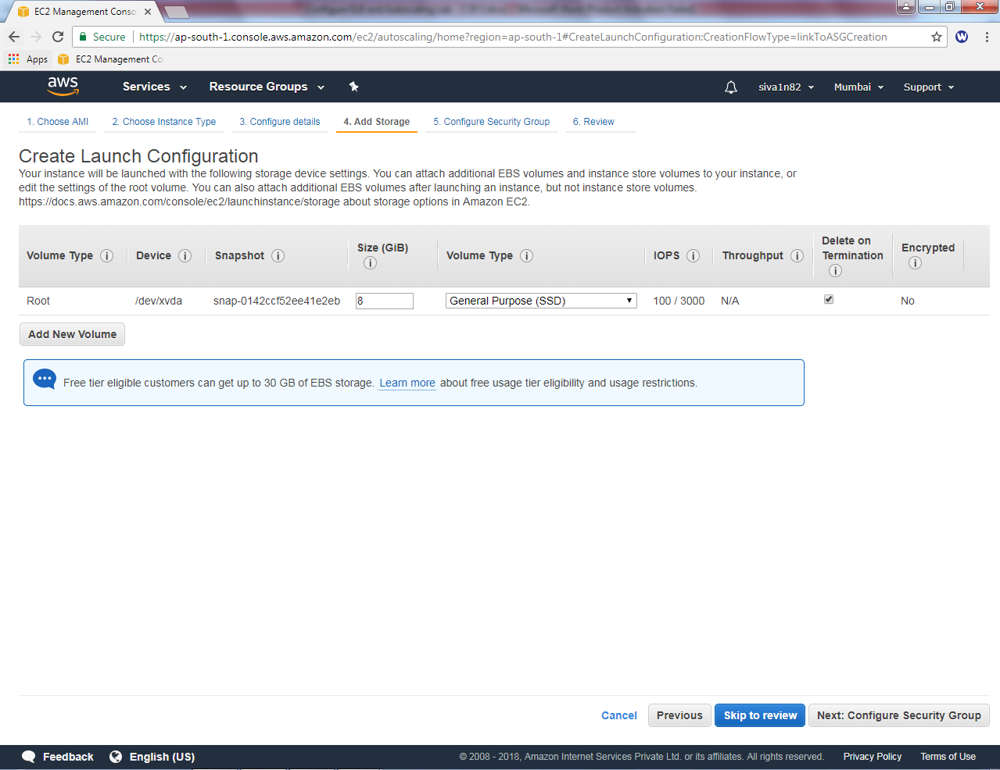 EC2 Management Conso
Secure
https://ap-south-1.console.aws.amazon.com/ec2/autoscaling/home?region=ap-south-1#CreateLaunchConfiguration:CreationFlowType=linkToASGCreation
W
Apps
EC2 Management Co
aws
Services
Resource Groups
siva1n82
Mumbai
Support
1. Choose AMI
2. Choose Instance Type
3. Configure details
4. Add Storage
5. Configure Security Group
6. Review
Create Launch Configuration
Your instance will be launched with the following storage device settings. You can attach additional EBS volumes and instance store volumes to your instance, or
edit the settings of the root volume. You can also attach additional EBS volumes after launching an instance, but not instance store volumes.
https://docs.aws.amazon.com/console/ec2/launchinstance/storage about storage options in Amazon EC2.
Volume Type i
Device i
Snapshot i
Size (GiB)
i
Volume Type i
IOPS i
Throughput i
Delete on
Termination
i
Encrypted
i
Root
/dev/xvda
snap-0142ccf52ee41e2eb
8
General Purpose (SSD)
100 / 3000
N/A
No
Add New Volume
Free tier eligible customers can get up to 30 GB of EBS storage. Learn more about free usage tier eligibility and usage restrictions.
Cancel
Previous
Skip to review
Next: Configure Security Group
Feedback
English (US)
© 2008 - 2018, Amazon Internet Services Private Ltd. or its affiliates. All rights reserved.
Privacy Policy
Terms of Use